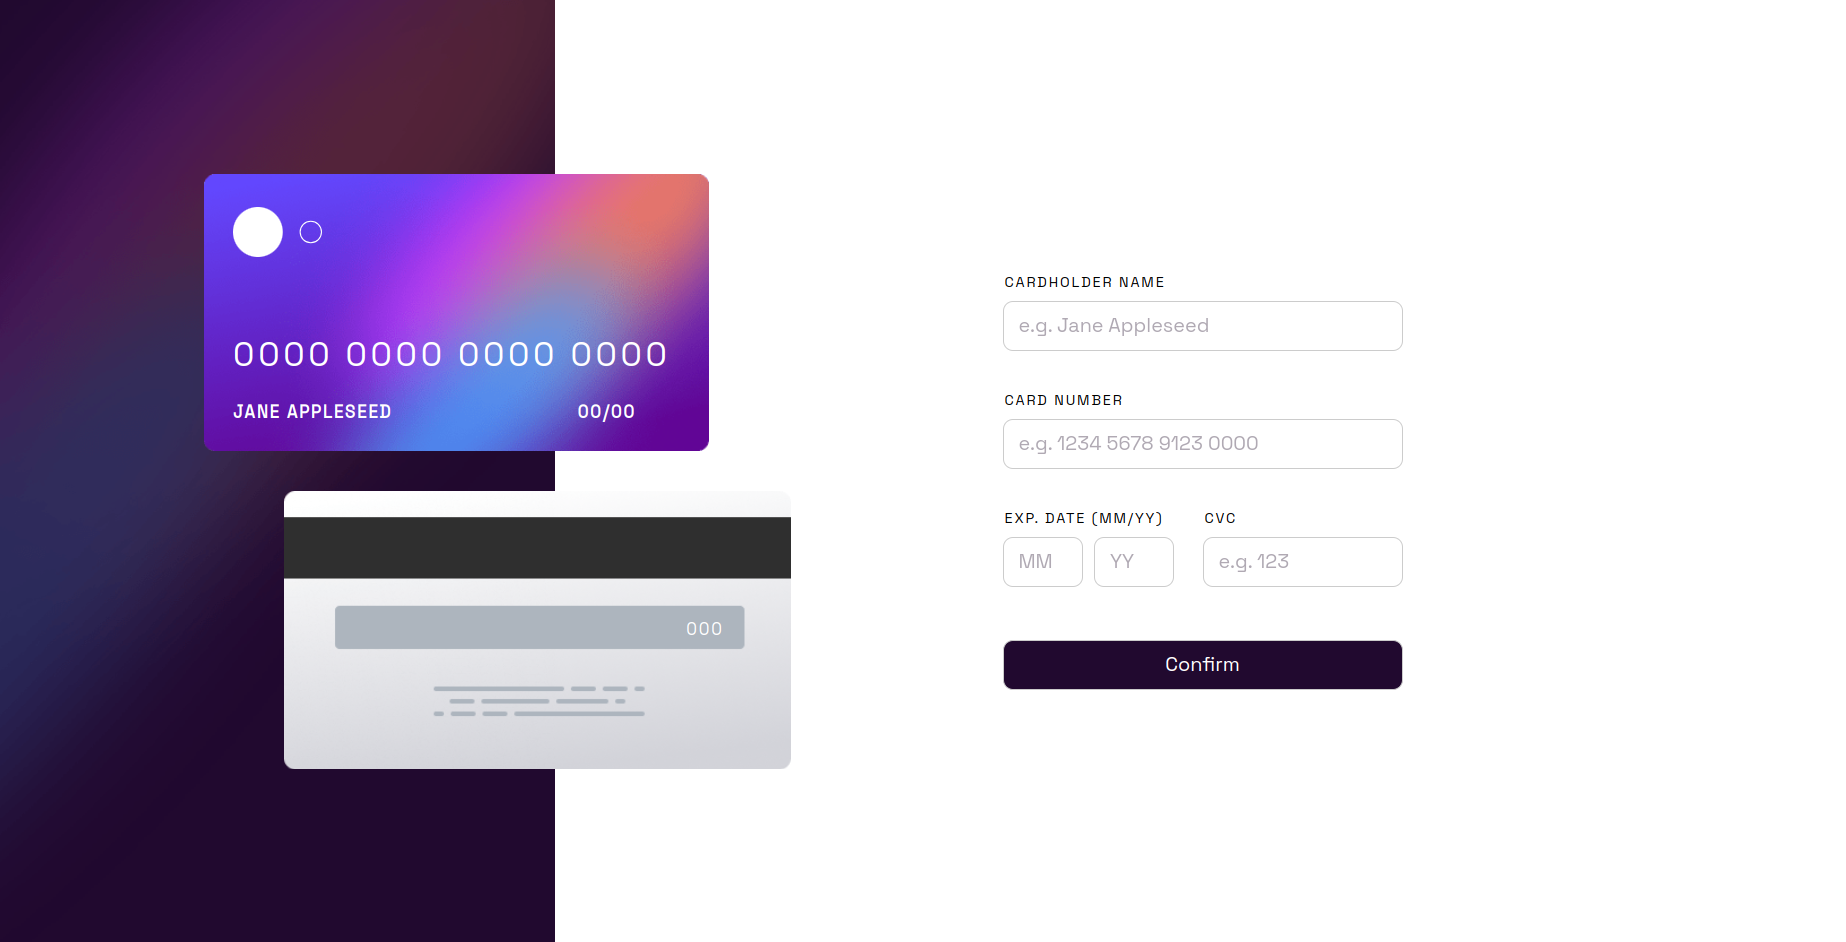 0000 0000 0000 0000
JANE APPLESEED 00/00
000
CARDHOLDER NAME
e.g. Jane Appleseed
CARD NUMBER
e.g. 1234 5678 9123 0000
EXP. DATE (MM/YY) CVC
MM YY e.g. 123
Confirm